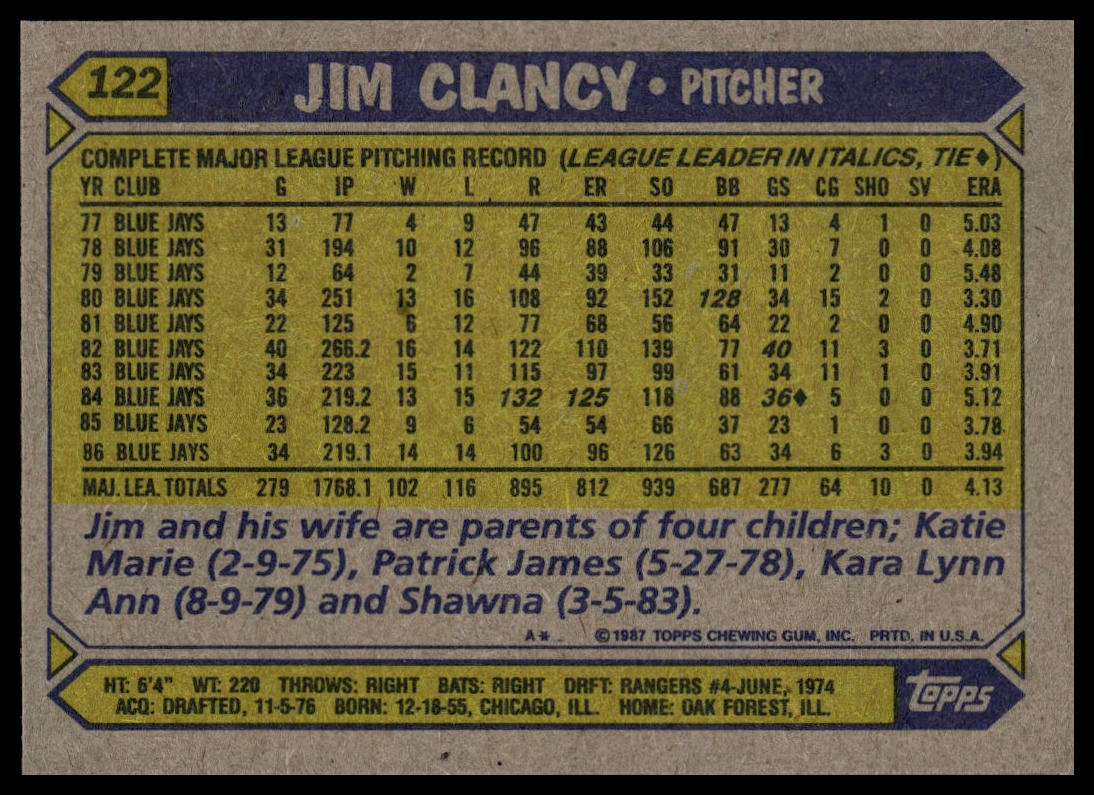 122 JIM CLANCY • PITCHER
COMPLETE MAJOR LEAGUE PITCHING RECORD (LEAGUE LEADER IN ITALICS, TIE♦)
YR CLUB G IP W L R ER SO BB GS CG SHO SV ERA
77 BLUE JAYS 13 77 4 9 47 43 44 47 13 4 1 0 5.03
78 BLUE JAYS 31 194 10 12 96 88 106 91 30 7 0 0 4.08
79 BLUE JAYS 12 64 2 7 44 39 33 31 11 2 0 0 5.48
80 BLUE JAYS 34 251 13 16 108 92 152 128 34 15 2 0 3.30
81 BLUE JAYS 22 125 6 12 77 68 56 64 22 2 0 0 4.90
82 BLUE JAYS 40 266.2 16 14 122 110 139 77 40 11 3 0 3.71
83 BLUE JAYS 34 223 15 11 115 97 99 61 34 11 1 0 3.91
84 BLUE JAYS 36 219.2 13 15 132 125 118 88 36♦ 5 0 0 5.12
85 BLUE JAYS 23 128.2 9 6 54 54 66 37 23 1 0 0 3.78
86 BLUE JAYS 34 219.1 14 14 100 96 126 63 34 6 3 0 3.94
MAJ. LEA. TOTALS 279 1768.1 102 116 895 812 939 687 277 64 10 0 4.13
Jim and his wife are parents of four children; Katie
Marie (2-9-75), Patrick James (5-27-78), Kara Lynn
Ann (8-9-79) and Shawna (3-5-83).
A* ©1987 TOPPS CHEWING GUM, INC. PRTD. IN U.S.A.
HT: 6'4" WT: 220 THROWS: RIGHT BATS: RIGHT DRFT: RANGERS #4-JUNE, 1974
ACQ: DRAFTED, 11-5-76 BORN: 12-18-55, CHICAGO, ILL. HOME: OAK FOREST, ILL.
topps